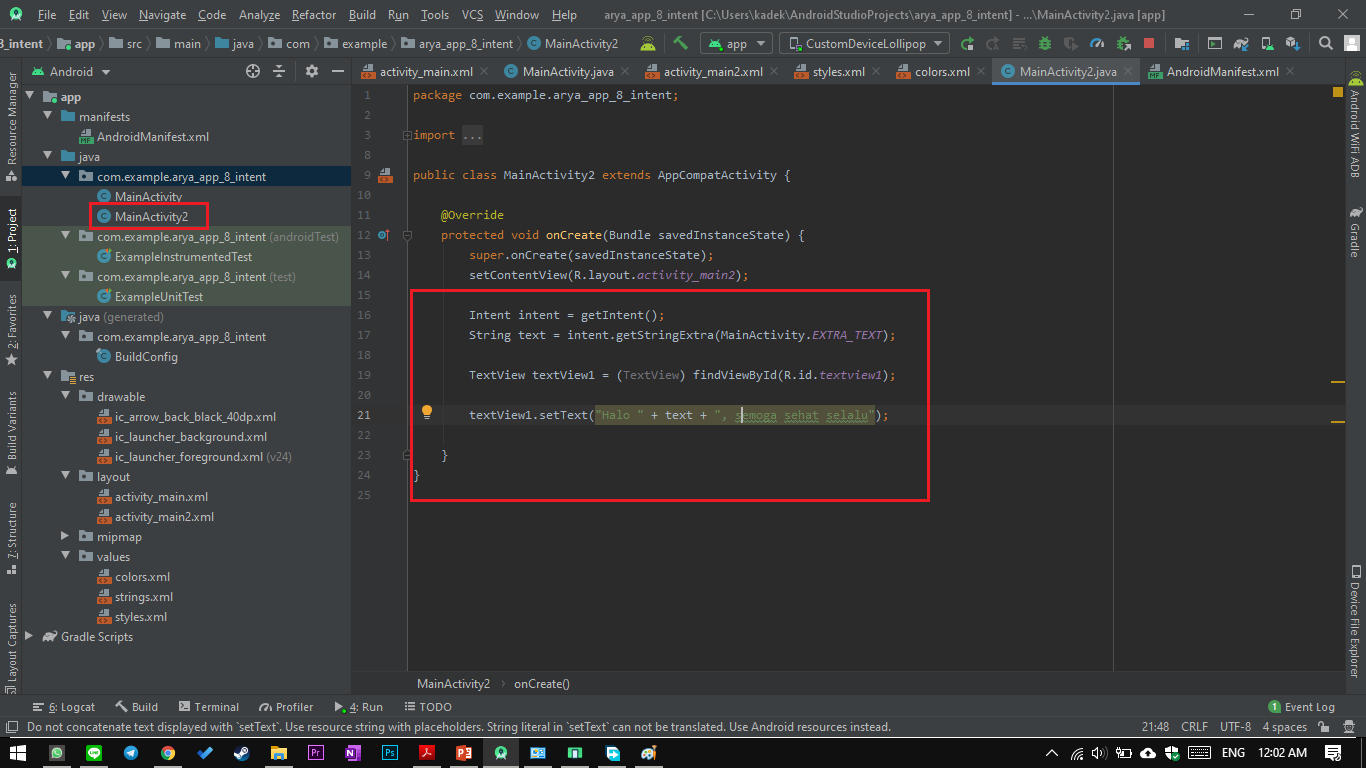 File Edit View Navigate Code Analyze Refactor Build Run Tools VCS Window Help arya_app_8_intent [C:\Users\kadek\AndroidStudioProjects\arya_app_8_intent] - ...\MainActivity2.java [app]
8_intent app src main java com example arya_app_8_intent MainActivity2 app CustomDeviceLollipop
Android
activity_main.xml MainActivity.java activity_main2.xml styles.xml colors.xml MainActivity2.java AndroidManifest.xml
Resource Manager
1: Project
2: Favorites
Build Variants
7: Structure
Layout Captures
app
manifests
AndroidManifest.xml
java
com.example.arya_app_8_intent
MainActivity
MainActivity2
com.example.arya_app_8_intent (androidTest)
ExampleInstrumentedTest
com.example.arya_app_8_intent (test)
ExampleUnitTest
java (generated)
com.example.arya_app_8_intent
BuildConfig
res
drawable
ic_arrow_back_black_40dp.xml
ic_launcher_background.xml
ic_launcher_foreground.xml (v24)
layout
activity_main.xml
activity_main2.xml
mipmap
values
colors.xml
strings.xml
styles.xml
Gradle Scripts
1 package com.example.arya_app_8_intent;
2
3 import ...
8
9 public class MainActivity2 extends AppCompatActivity {
10
11 @Override
12 protected void onCreate(Bundle savedInstanceState) {
13 super.onCreate(savedInstanceState);
14 setContentView(R.layout.activity_main2);
15
16 Intent intent = getIntent();
17 String text = intent.getStringExtra(MainActivity.EXTRA_TEXT);
18
19 TextView textView1 = (TextView) findViewById(R.id.textview1);
20
21 textView1.setText("Halo " + text + ", semoga sehat selalu");
22
23 }
24 }
25
Android WiFi ADB
Gradle
Device File Explorer
MainActivity2 onCreate()
6: Logcat Build Terminal Profiler 4: Run TODO 1 Event Log
Do not concatenate text displayed with `setText`. Use resource string with placeholders. String literal in `setText` can not be translated. Use Android resources instead. 21:48 CRLF UTF-8 4 spaces
Pr N Ps P ENG 12:02 AM